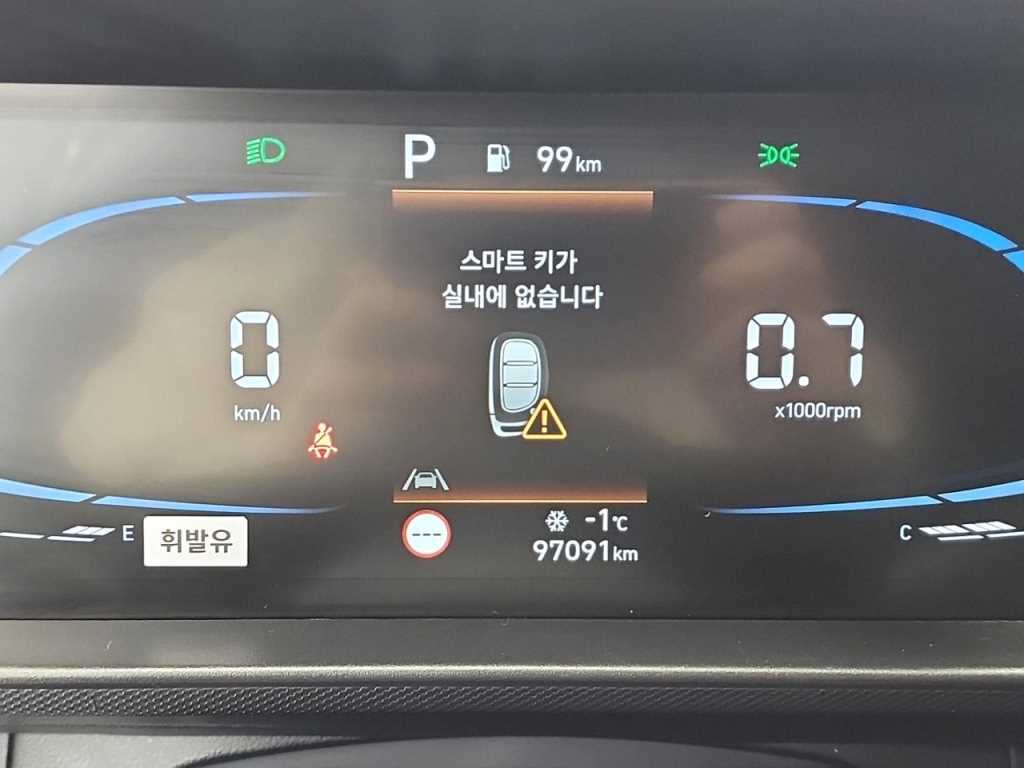 P 99km
스마트 키가
실내에 없습니다
0
km/h
0.7
x1000rpm
E
휘발유
---
-1℃
97091km
C